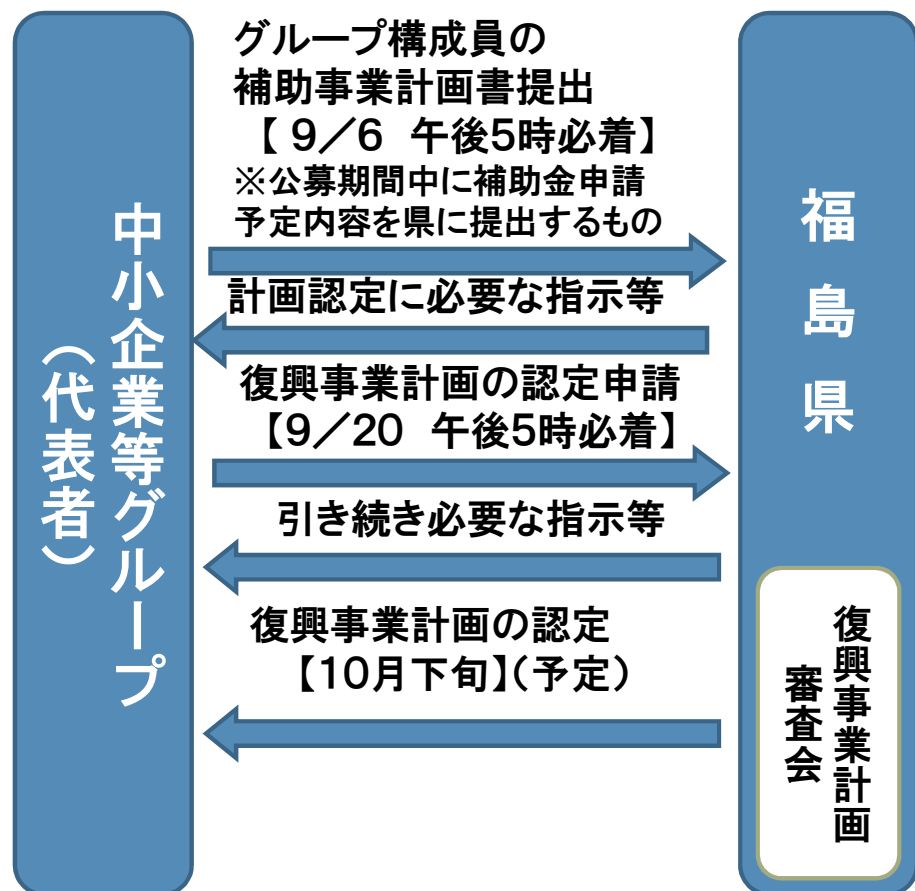 中小企業等グループ
（代表者）
グループ構成員の
補助事業計画書提出
【 9／6 午後5時必着】
※公募期間中に補助金申請
予定内容を県に提出するもの
計画認定に必要な指示等
復興事業計画の認定申請
【9／20 午後5時必着】
引き続き必要な指示等
復興事業計画の認定
【10月下旬】（予定）
福島県
復興事業計画
審査会